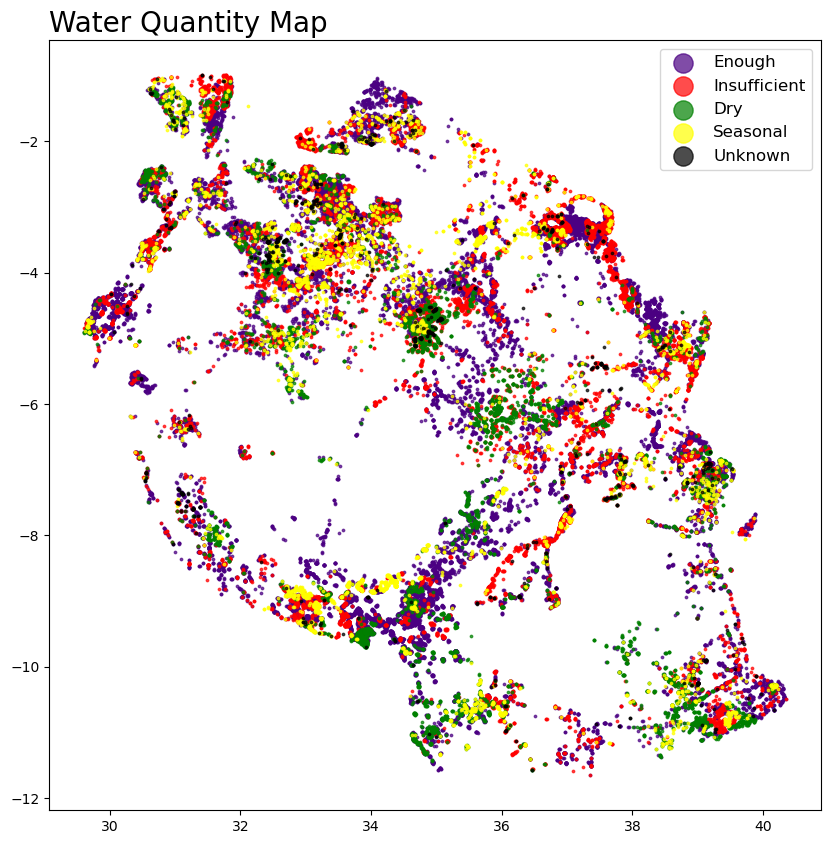 Water Quantity Map
Enough
Insufficient
Dry
Seasonal
Unknown
−2
−4
−6
−8
−10
−12
30 32 34 36 38 40